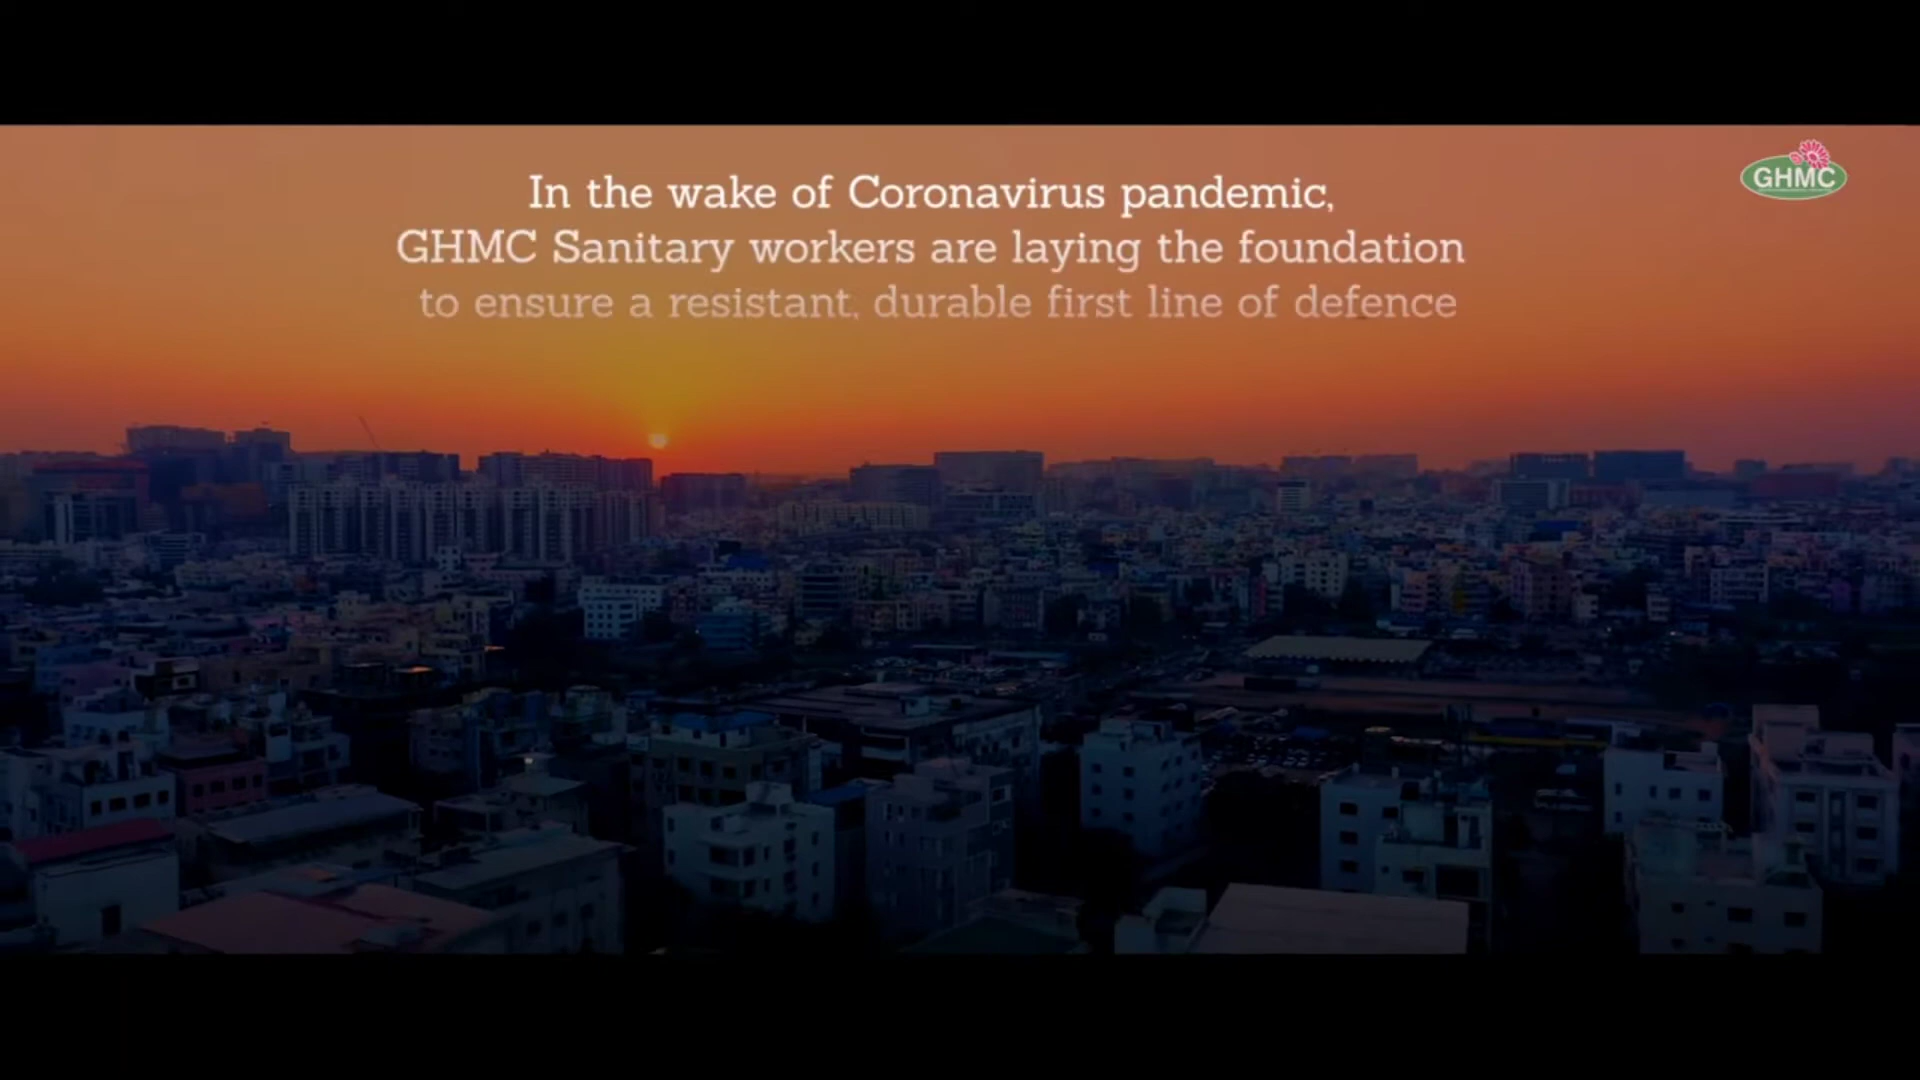 In the wake of Coronavirus pandemic,
GHMC
GHMC Sanitary workers are laying the foundation
to ensure a resistant, durable first line of defence